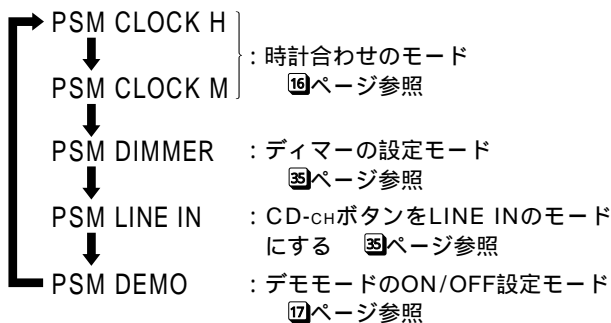 PSM CLOCK H
:時計合わせのモード
16ページ参照
PSM CLOCK M
PSM DIMMER :ディマーの設定モード
35ページ参照
PSM LINE IN :CD-CHボタンをLINE INのモード
にする 35ページ参照
PSM DEMO :デモモードのON/OFF設定モード
17ページ参照